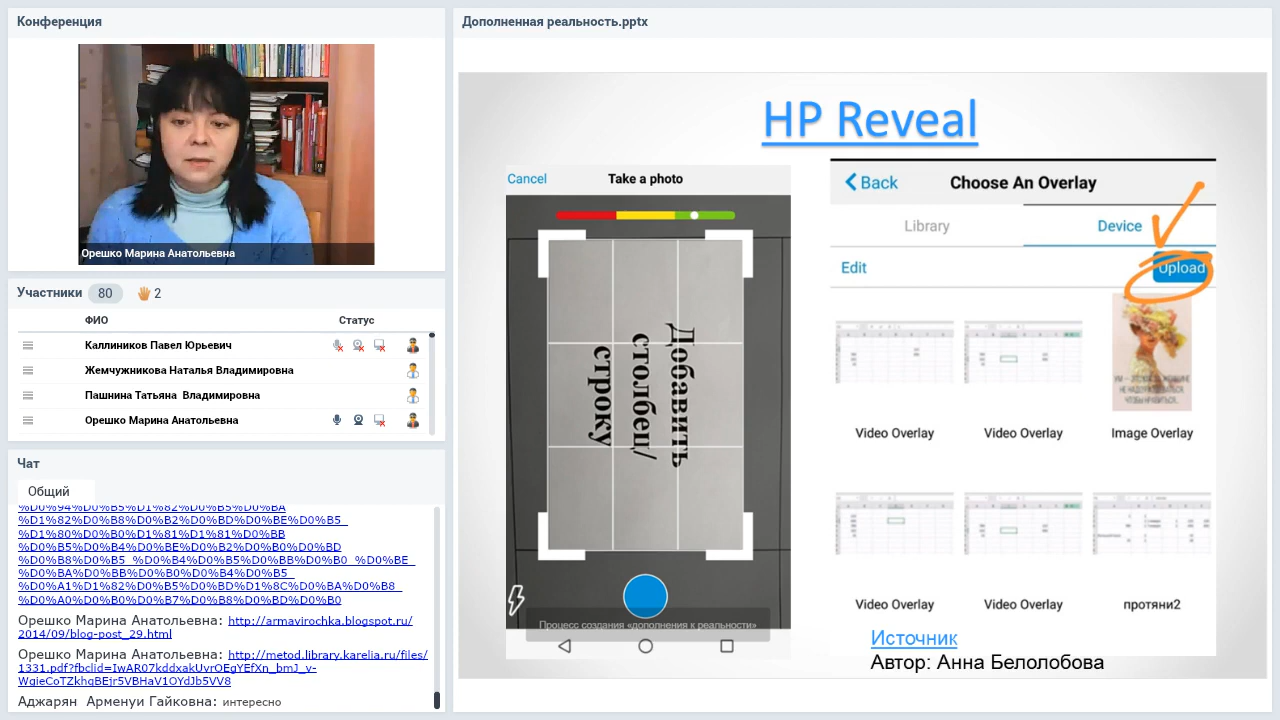 Конференция
Орешко Марина Анатольевна
Участники 80 2
ФИО Статус
Каллиников Павел Юрьевич
Жемчужникова Наталья Владимировна
Пашнина Татьяна Владимировна
Орешко Марина Анатольевна
Чат
Общий
%D0%94%D0%B5%D1%82%D0%B5%D0%BA
%D1%82%D0%B8%D0%B2%D0%BD%D0%BE%D0%B5_
%D1%80%D0%B0%D1%81%D1%81%D0%BB
%D0%B5%D0%B4%D0%BE%D0%B2%D0%B0%D0%BD
%D0%B8%D0%B5_%D0%B4%D0%B5%D0%BB%D0%B0_%D0%BE_
%D0%BA%D0%BB%D0%B0%D0%B4%D0%B5_
%D0%A1%D1%82%D0%B5%D0%BD%D1%8C%D0%BA%D0%B8_
%D0%A0%D0%B0%D0%B7%D0%B8%D0%BD%D0%B0
Орешко Марина Анатольевна: http://armavirochka.blogspot.ru/
2014/09/blog-post_29.html
Орешко Марина Анатольевна: http://metod.library.karelia.ru/files/
1331.pdf?fbclid=IwAR07kddxakUvrOEgYEfXn_bmJ_v-
WgieCoTZkhqBEjr5VBHaV1OYdJb5VV8
Аджарян Арменуи Гайковна: интересно
Дополненная реальность.pptx
HP Reveal
Cancel Take a photo
Добавить
столбец/
строку
Процесс создания «дополнения к реальности»
Back Choose An Overlay
Library Device
Edit Upload
УМ —
НЕ
ЧТОБЫ НРАВИТЬСЯ...
Video Overlay Video Overlay Image Overlay
Video Overlay Video Overlay протяни2
Источник
Автор: Анна Белолобова